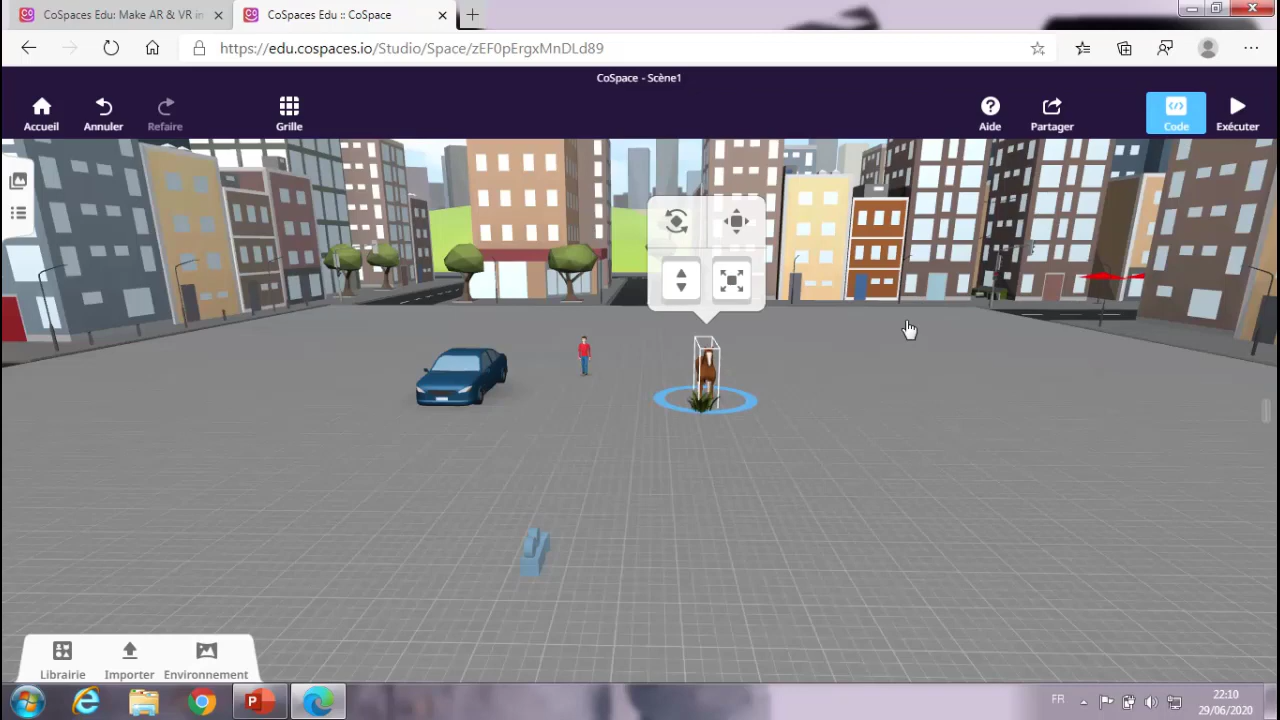 CoSpaces Edu: Make AR & VR in
CoSpaces Edu :: CoSpace
https://edu.cospaces.io/Studio/Space/zEF0pErgxMnDLd89
CoSpace - Scène1
Accueil
Annuler
Refaire
Grille
Aide
Partager
Code
Exécuter
Librairie
Importer
Environnement
FR
22:10
29/06/2020